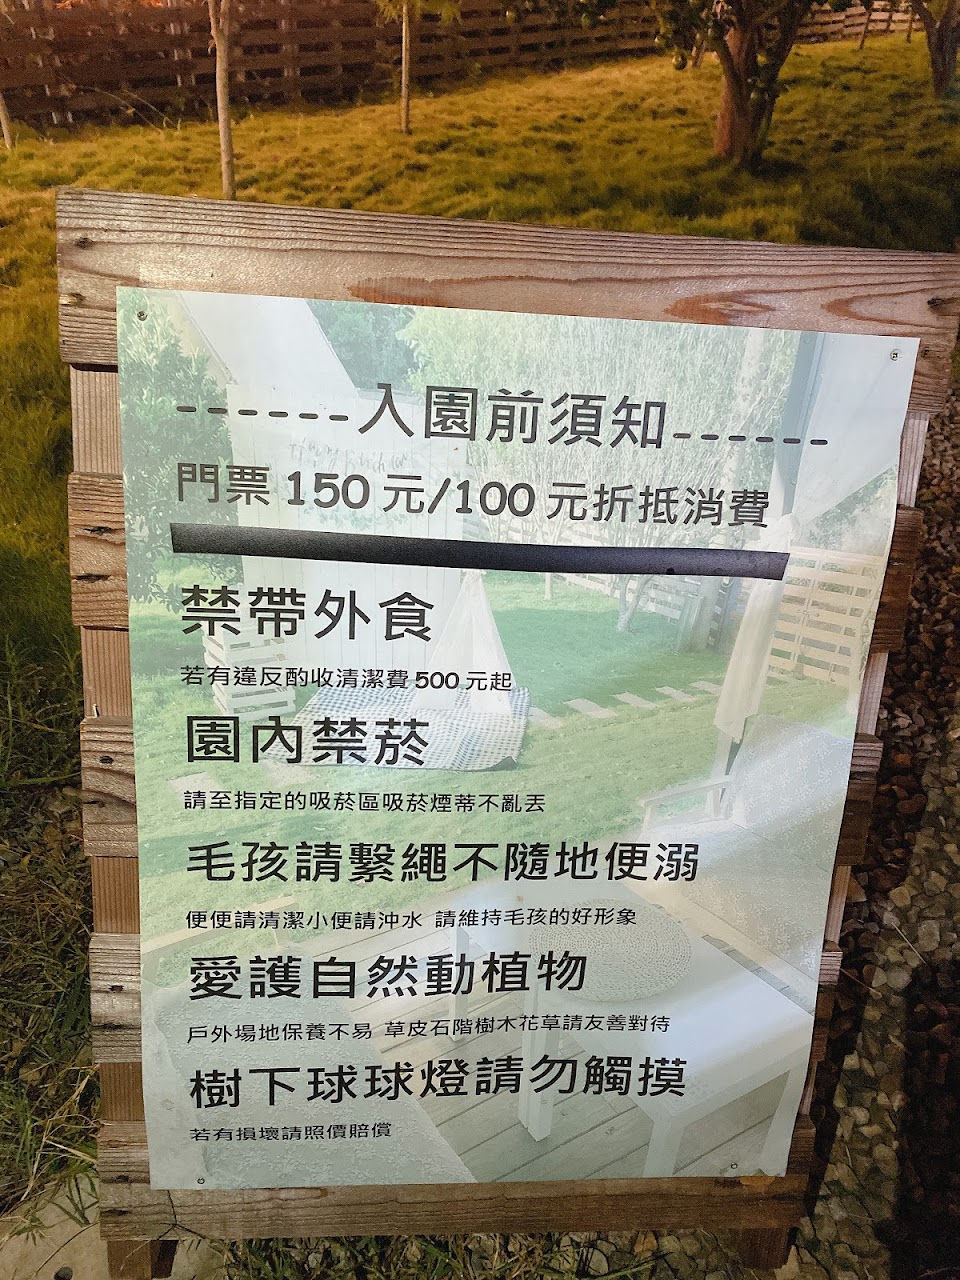 ------入園前須知------
門票 150 元/100 元折抵消費
禁帶外食
若有違反酌收清潔費 500 元起
園內禁菸
請至指定的吸菸區吸菸煙蒂不亂丟
毛孩請繫繩不隨地便溺
便便請清潔小便請沖水 請維持毛孩的好形象
愛護自然動植物
戶外場地保養不易 草皮石階樹木花草請友善對待
樹下球球燈請勿觸摸
若有損壞請照價賠償